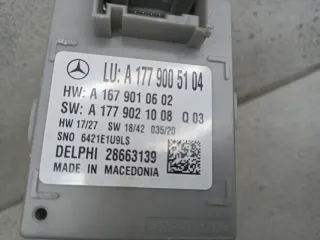 LU: A 177 900 51 04
HW: A 167 901 06 02
SW: A 177 902 10 08 Q 03
HW 17/27 SW 18/42 035/20
SNO 6421E1U9LS
DELPHI 28663139
MADE IN MACEDONIA